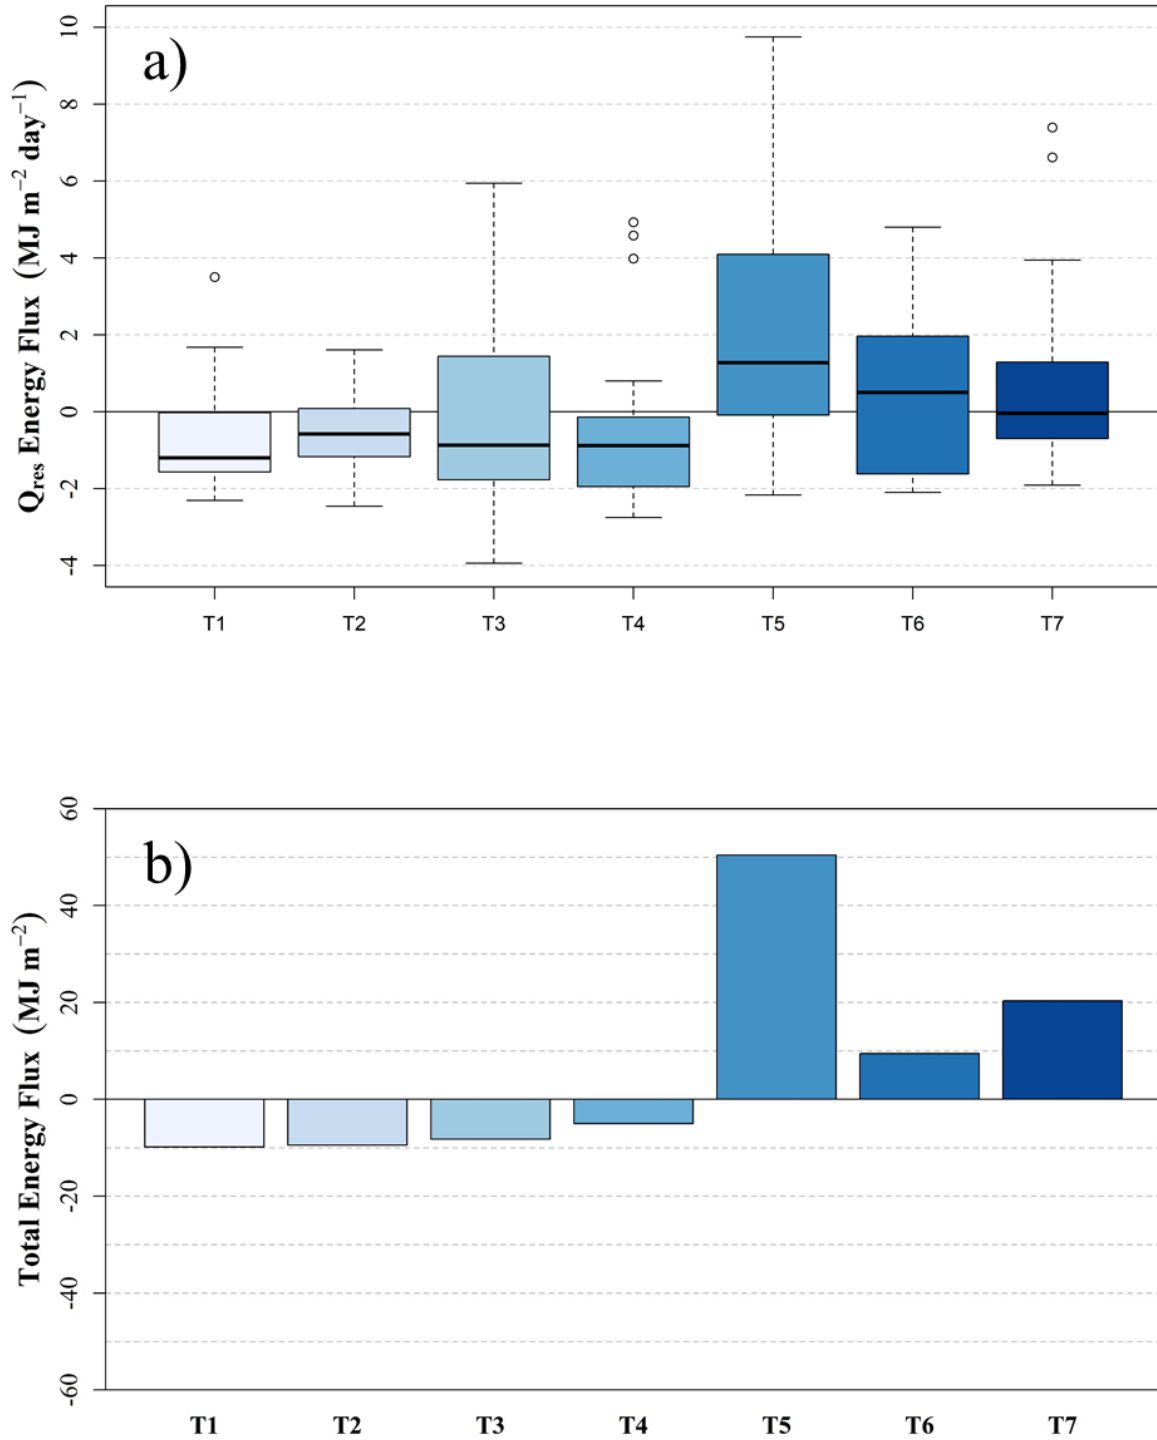 a)
Q_res Energy Flux (MJ m⁻² day⁻¹)
10
8
6
4
2
0
-2
-4
T1 T2 T3 T4 T5 T6 T7
b)
Total Energy Flux (MJ m⁻²)
60
40
20
0
-20
-40
-60
T1 T2 T3 T4 T5 T6 T7